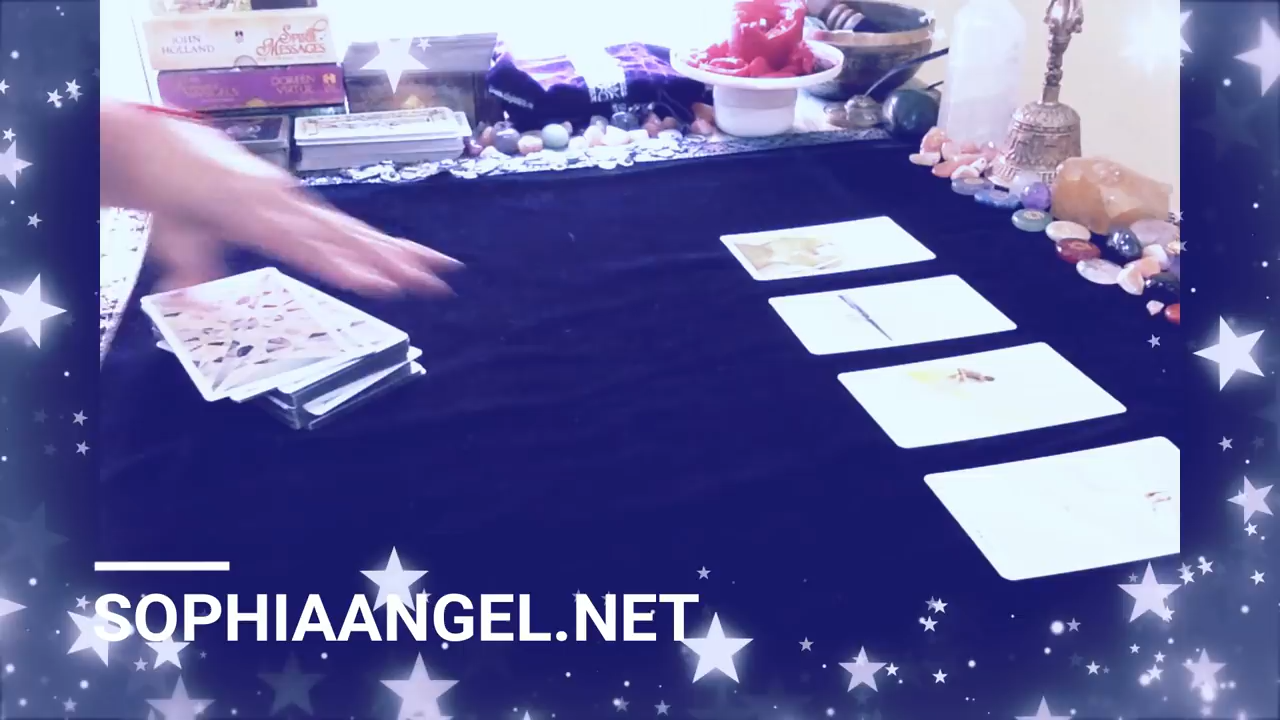 JOHN
HOLLAND
Spirit
MESSAGES
DOREEN
VIRTUE
SOPHIAANGEL.NET